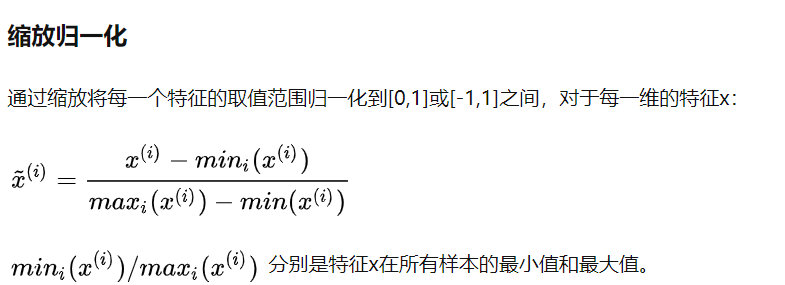 缩放归一化
通过缩放将每一个特征的取值范围归一化到[0,1]或[-1,1]之间，对于每一维的特征x：
$\tilde{x}^{(i)} = \frac{x^{(i)} - min_i(x^{(i)})}{max_i(x^{(i)}) - min(x^{(i)})}$
$min_i(x^{(i)})/max_i(x^{(i)})$ 分别是特征x在所有样本的最小值和最大值。